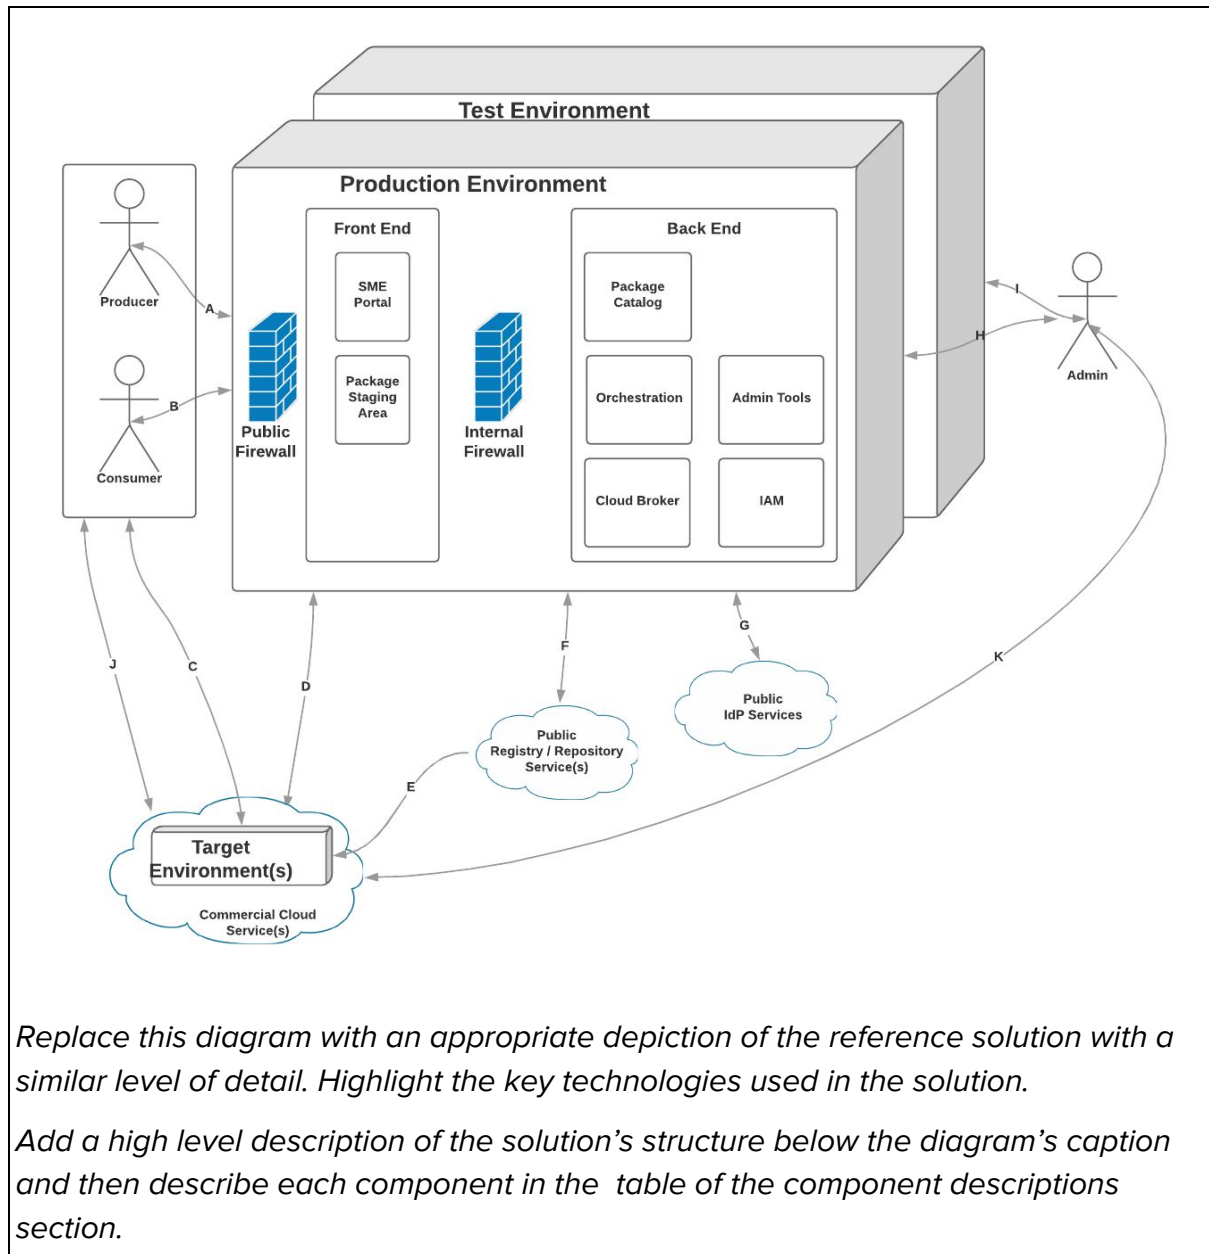 Test Environment
Production Environment
Front End
Back End
SME
Portal
Package
Catalog
Producer
A
I
H
Admin
Package
Staging
Area
Orchestration
Admin Tools
B
Public
Firewall
Internal
Firewall
Consumer
Cloud Broker
IAM
J
C
D
F
G
K
Public
IdP Services
Public
Registry / Repository
Service(s)
E
Target
Environment(s)
Commercial Cloud
Service(s)
Replace this diagram with an appropriate depiction of the reference solution with a
similar level of detail. Highlight the key technologies used in the solution.
Add a high level description of the solution’s structure below the diagram’s caption
and then describe each component in the  table of the component descriptions
section.